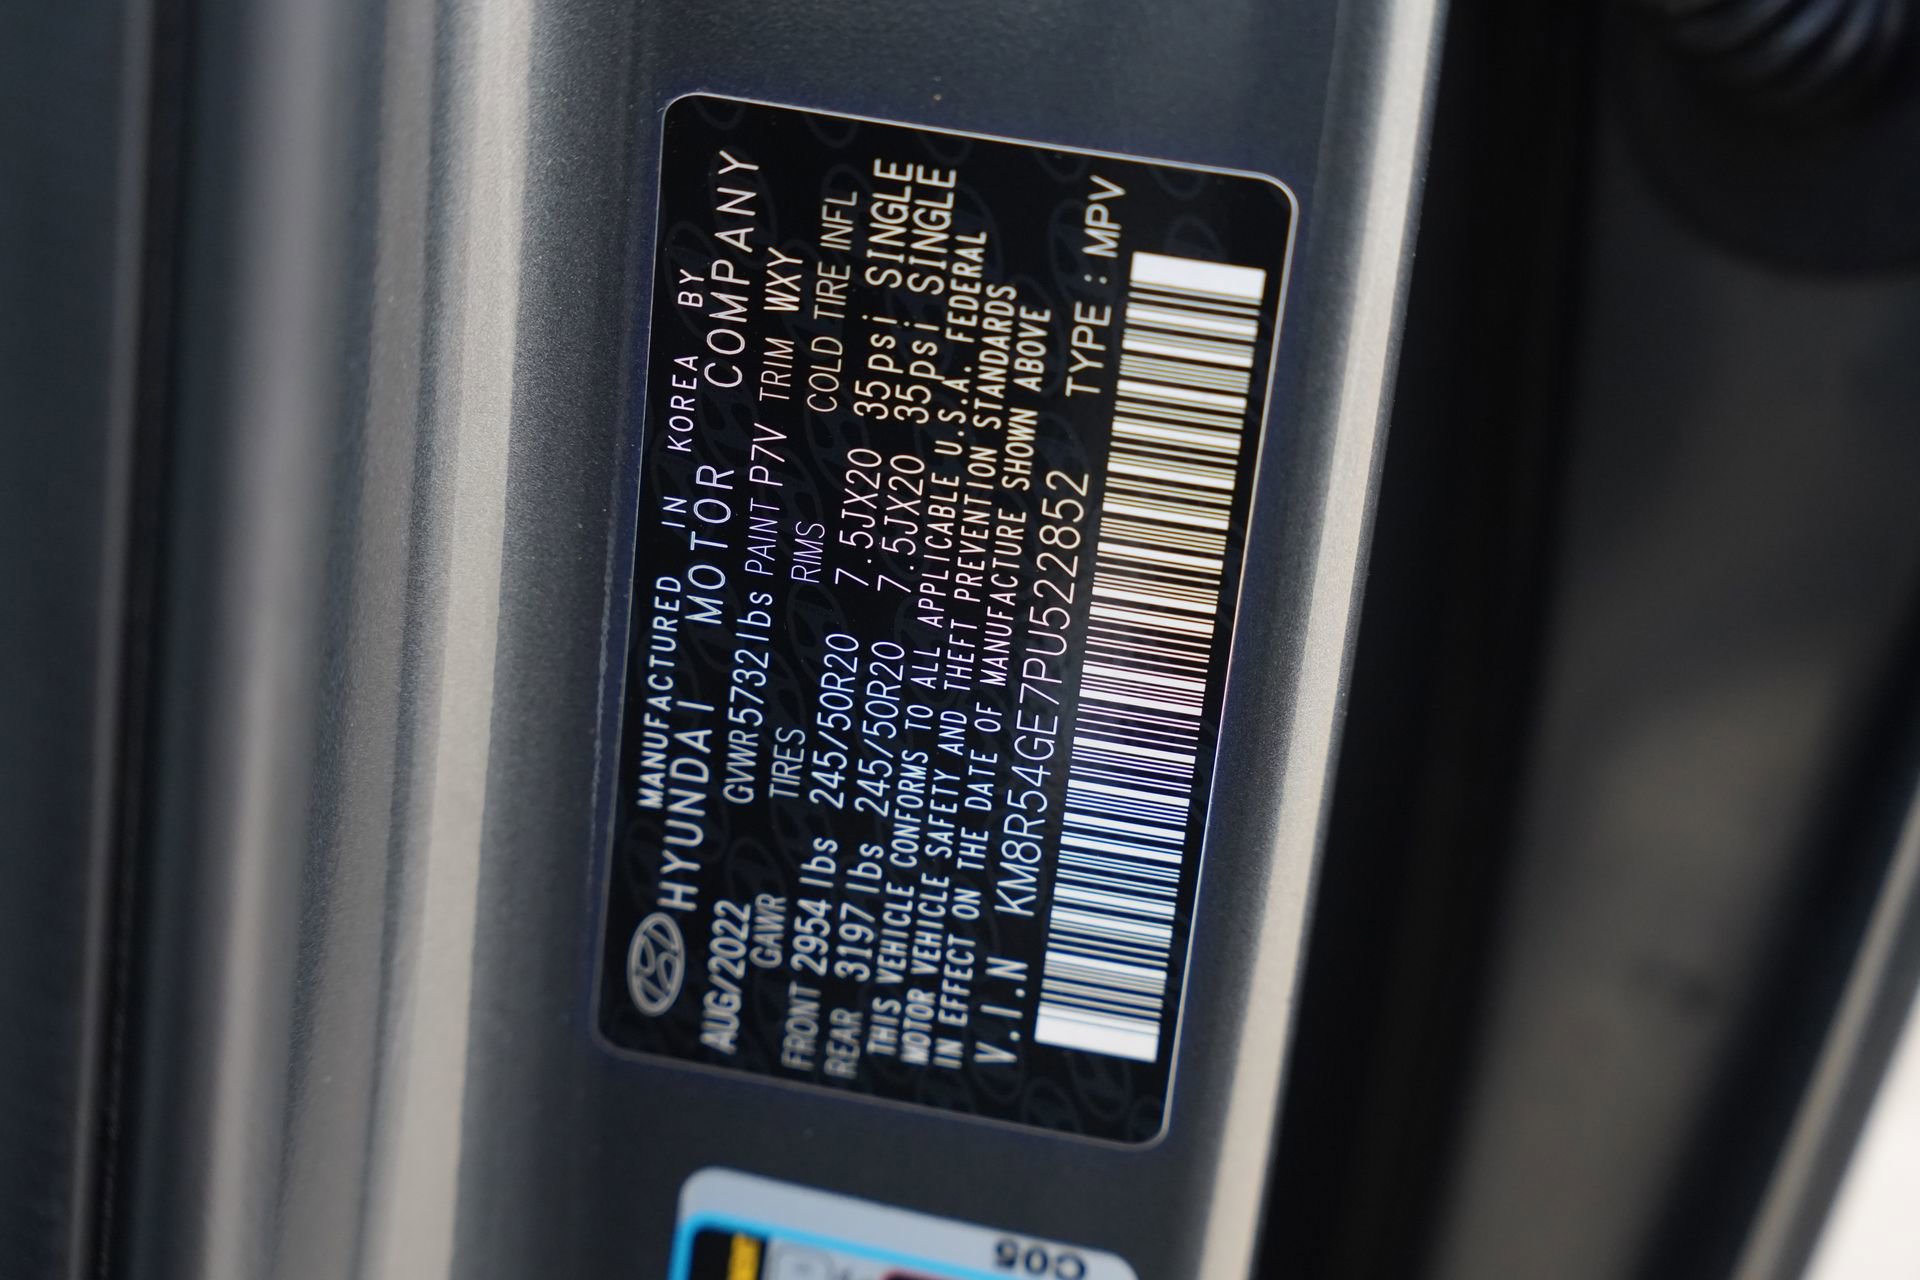 MANUFACTURED IN KOREA BY
HYUNDAI MOTOR COMPANY
AUG/2022 GVWR5732lbs PAINT P7V TRIM WXY
GAWR TIRES RIMS COLD TIRE INFL
FRONT 2954 lbs 245/50R20 7.5JX20 35psi SINGLE
REAR 3197 lbs 245/50R20 7.5JX20 35psi SINGLE
THIS VEHICLE CONFORMS TO ALL APPLICABLE U.S.A. FEDERAL
MOTOR VEHICLE SAFETY AND THEFT PREVENTION STANDARDS
IN EFFECT ON THE DATE OF MANUFACTURE SHOWN ABOVE
V.I.N KM8R54GE7PU522852 TYPE : MPV
C05